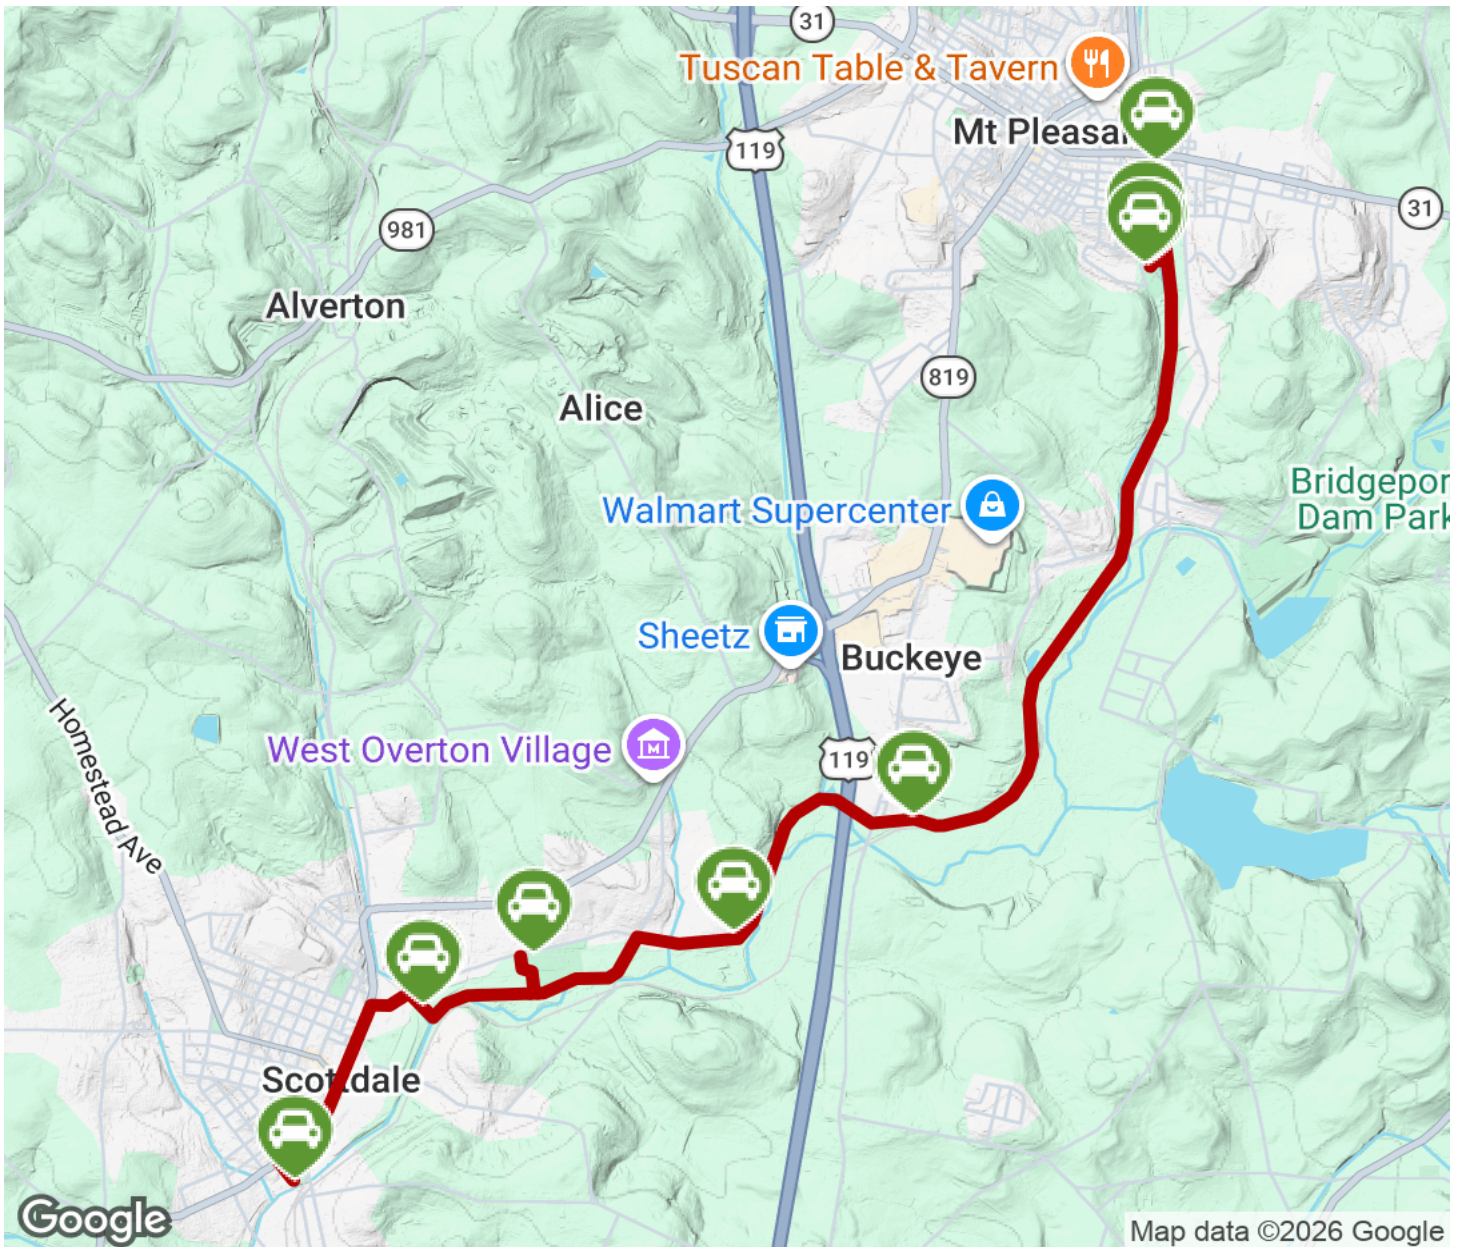 31
Tuscan Table & Tavern
Mt Pleasa
119
31
981
Alverton
819
Alice
Bridgepor
Dam Park
Walmart Supercenter
Sheetz
Buckeye
Homestead Ave
West Overton Village
119
Scottdale
Google
Map data ©2026 Google